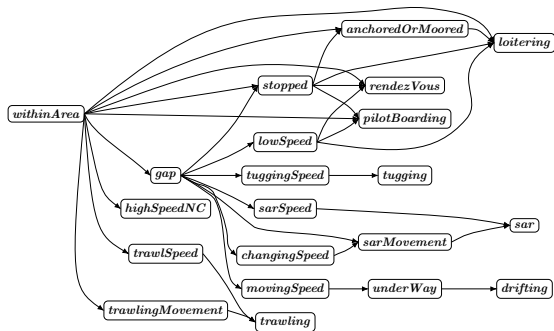 anchoredOrMoored
loitering
stopped
rendezVous
withinArea
pilotBoarding
lowSpeed
gap
tuggingSpeed
tugging
highSpeedNC
sarSpeed
sar
sarMovement
trawlSpeed
changingSpeed
movingSpeed
underWay
drifting
trawlingMovement
trawling